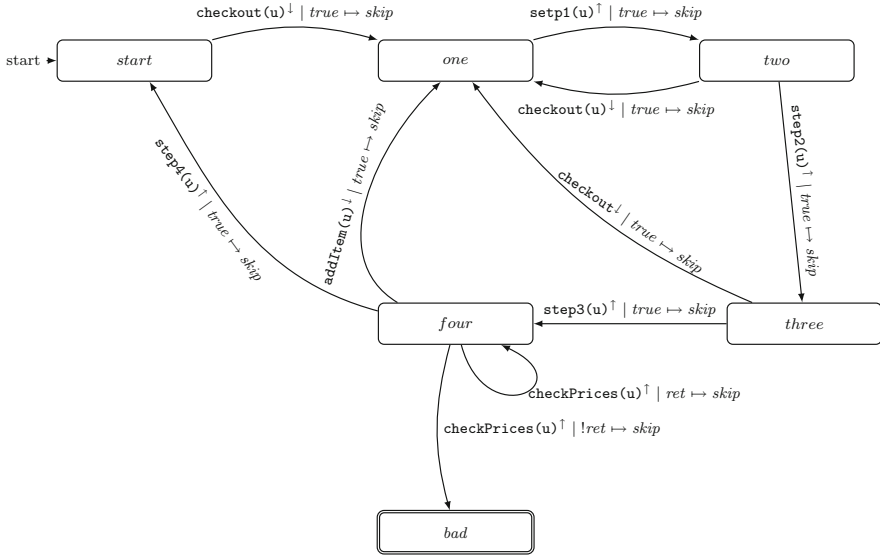 checkout(u)↓ | true ↦ skip
setp1(u)↑ | true ↦ skip
start
start
one
two
checkout(u)↓ | true ↦ skip
step2(u)↑ | true ↦ skip
step4(u)↑ | true ↦ skip
addItem(u)↓ | true ↦ skip
checkout↓ | true ↦ skip
four
step3(u)↑ | true ↦ skip
three
checkPrices(u)↑ | ret ↦ skip
checkPrices(u)↑ | !ret ↦ skip
bad